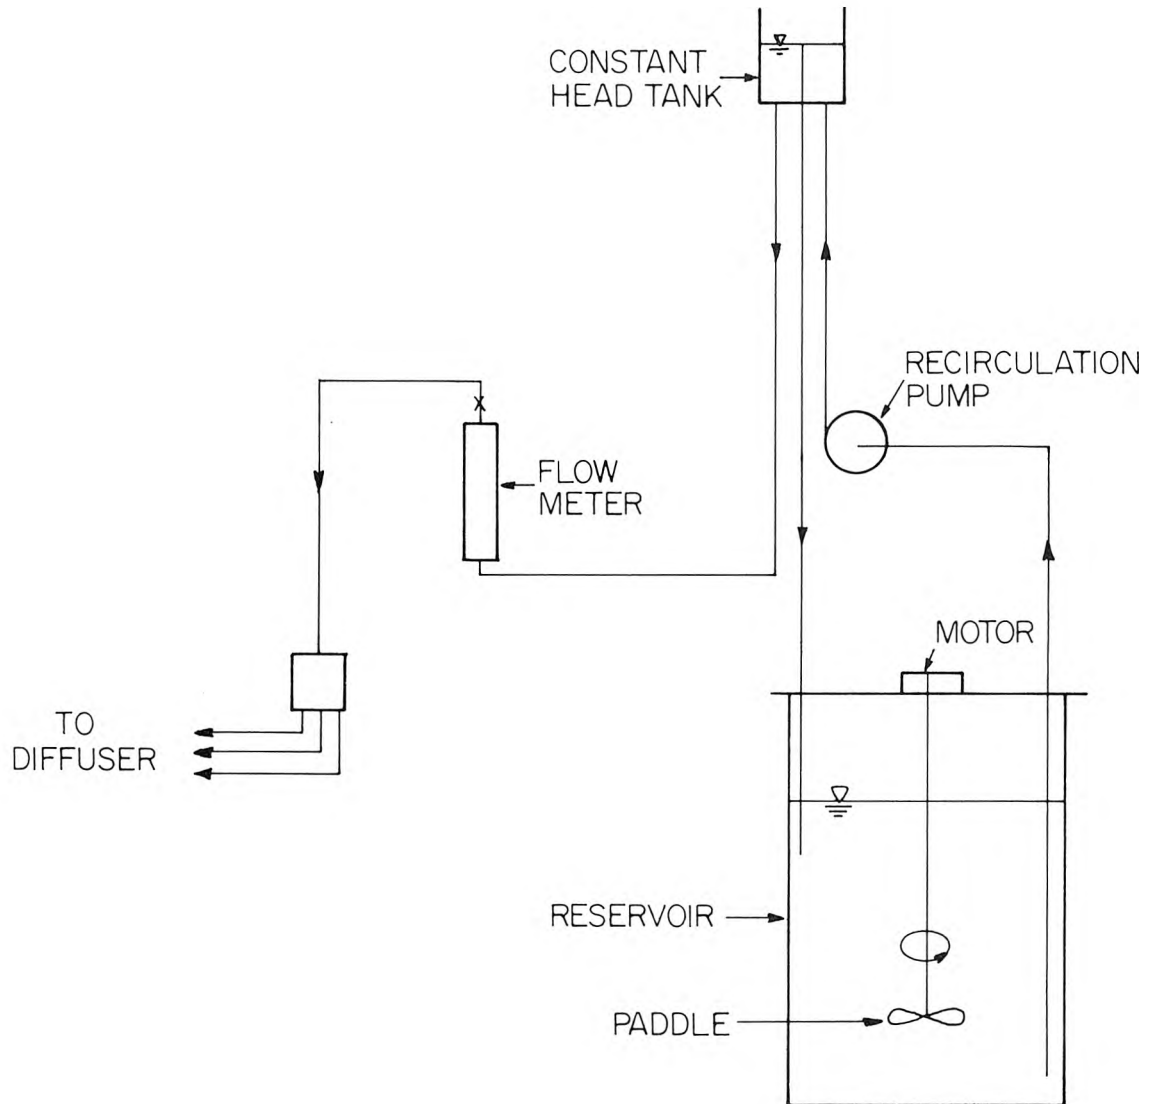 CONSTANT
HEAD TANK
RECIRCULATION
PUMP
FLOW
METER
MOTOR
TO
DIFFUSER
RESERVOIR
PADDLE